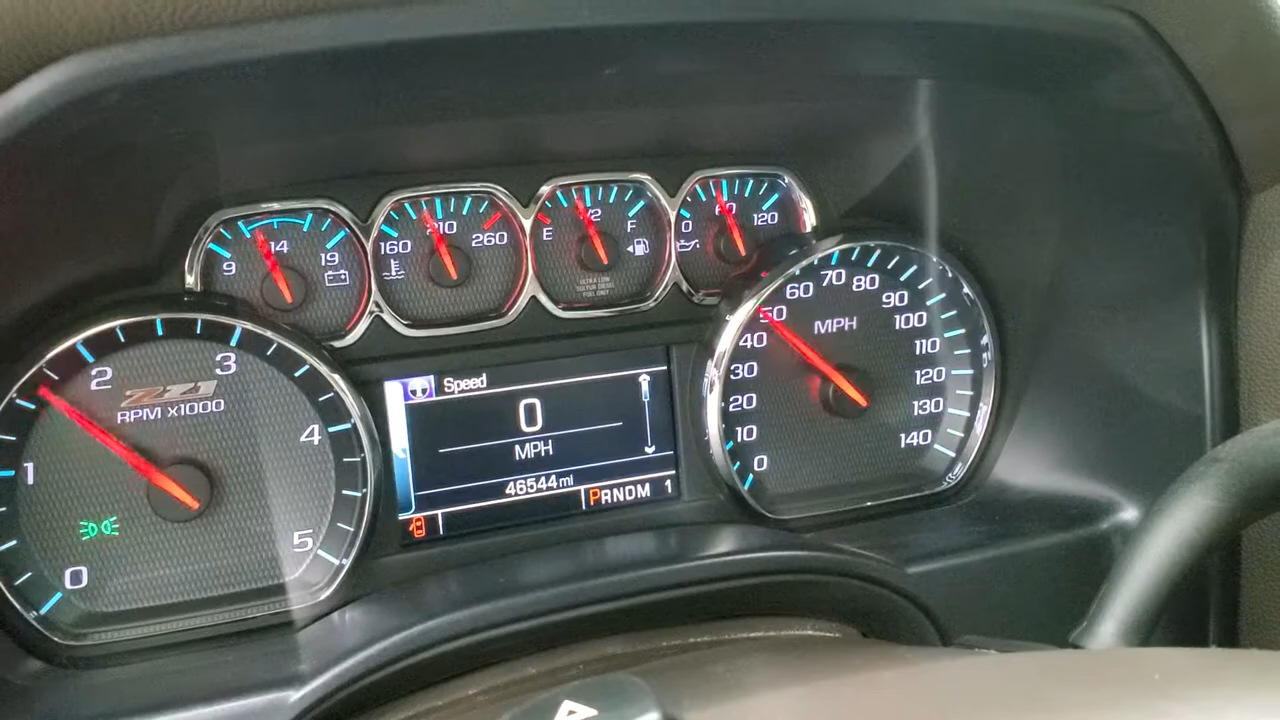 9 14 19
160 210 260
E 1/2 F
ULTRA LOW
SULFUR DIESEL
FUEL ONLY
0 60 120
0 1 2 3 4 5
Z71
RPM x1000
Speed
0
MPH
46544 mi
PRNDM 1
0 10 20 30 40 50 60 70 80 90 100 110 120 130 140
MPH